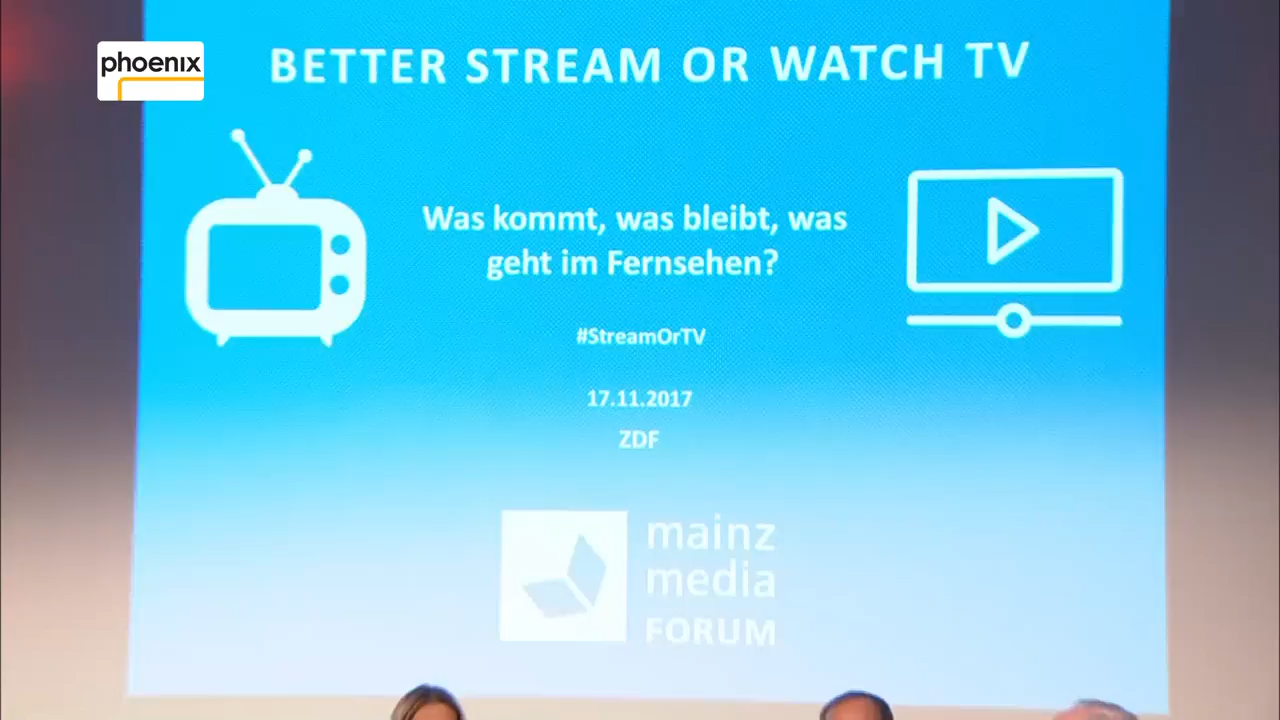 phoenix
BETTER STREAM OR WATCH TV
Was kommt, was bleibt, was
geht im Fernsehen?
#StreamOrTV
17.11.2017
ZDF
mainz
media
FORUM